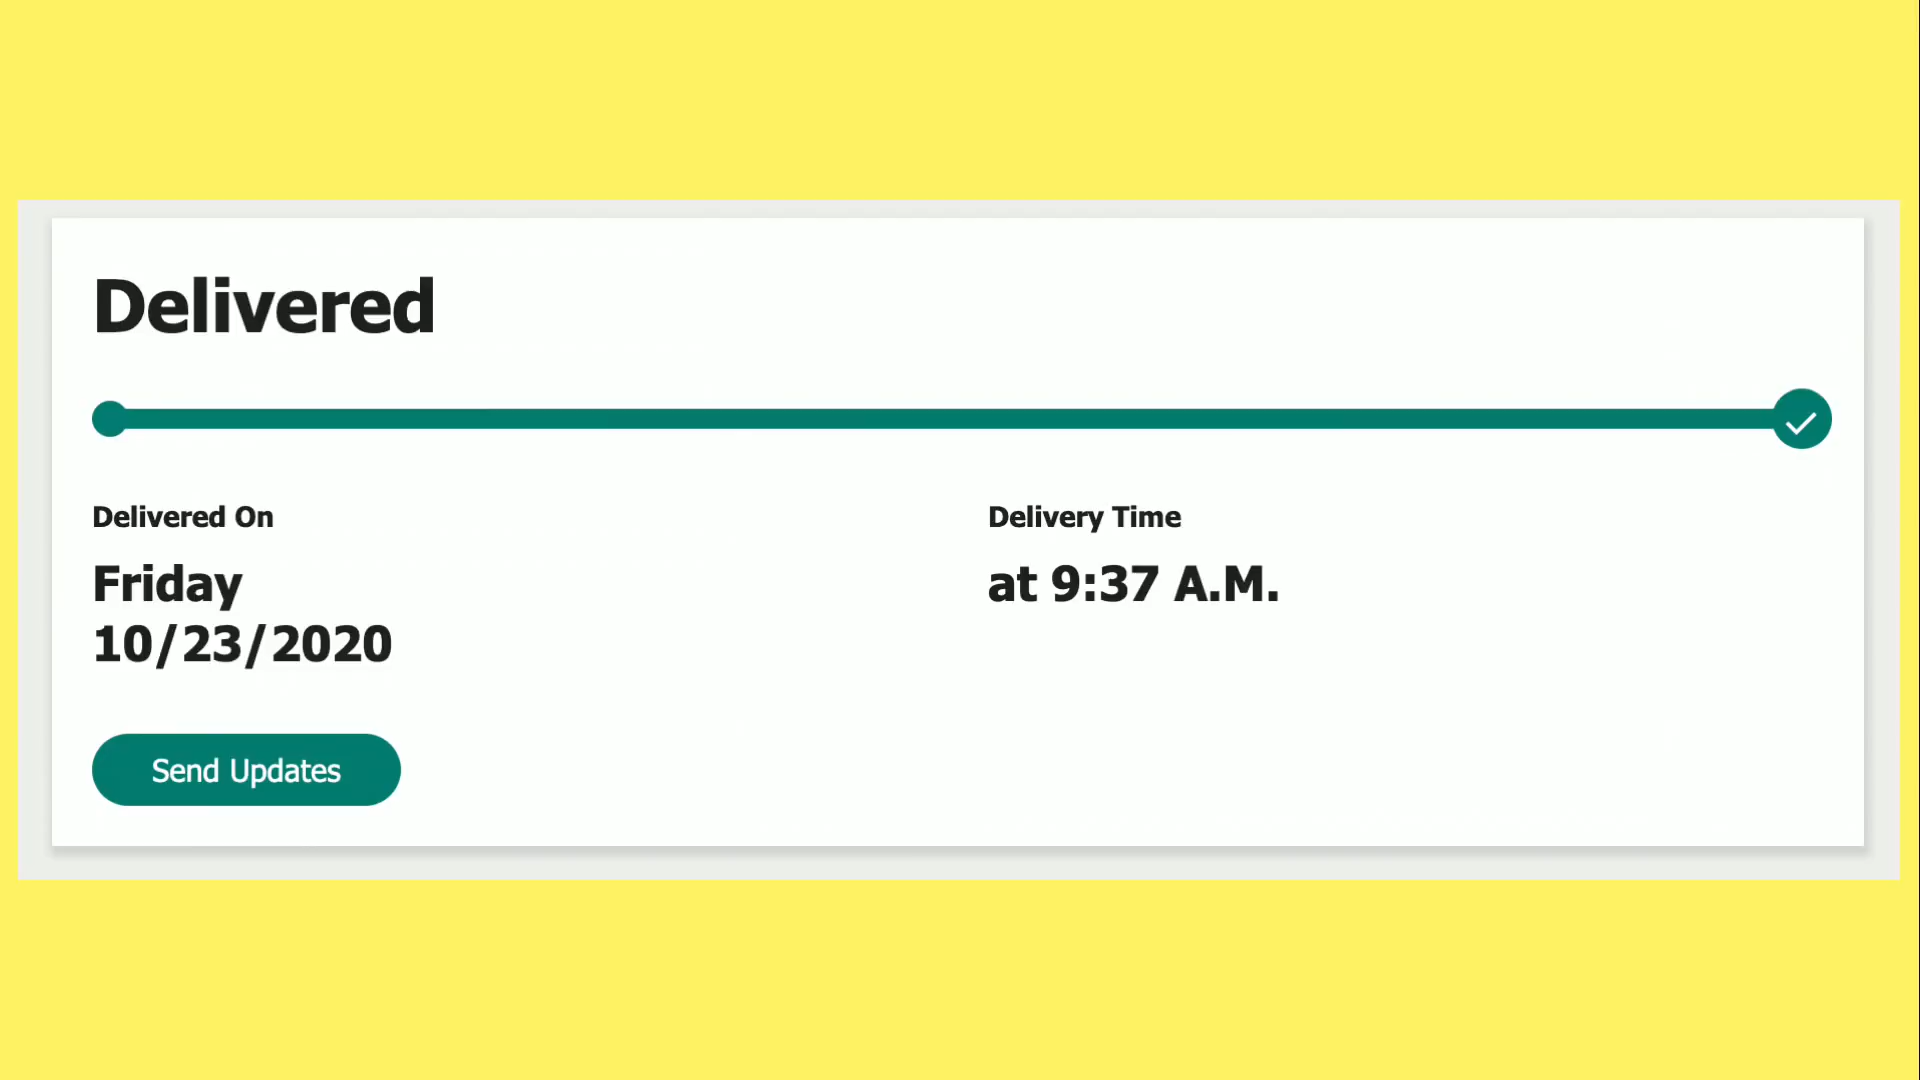 Delivered
Delivered On
Friday
10/23/2020
Delivery Time
at 9:37 A.M.
Send Updates